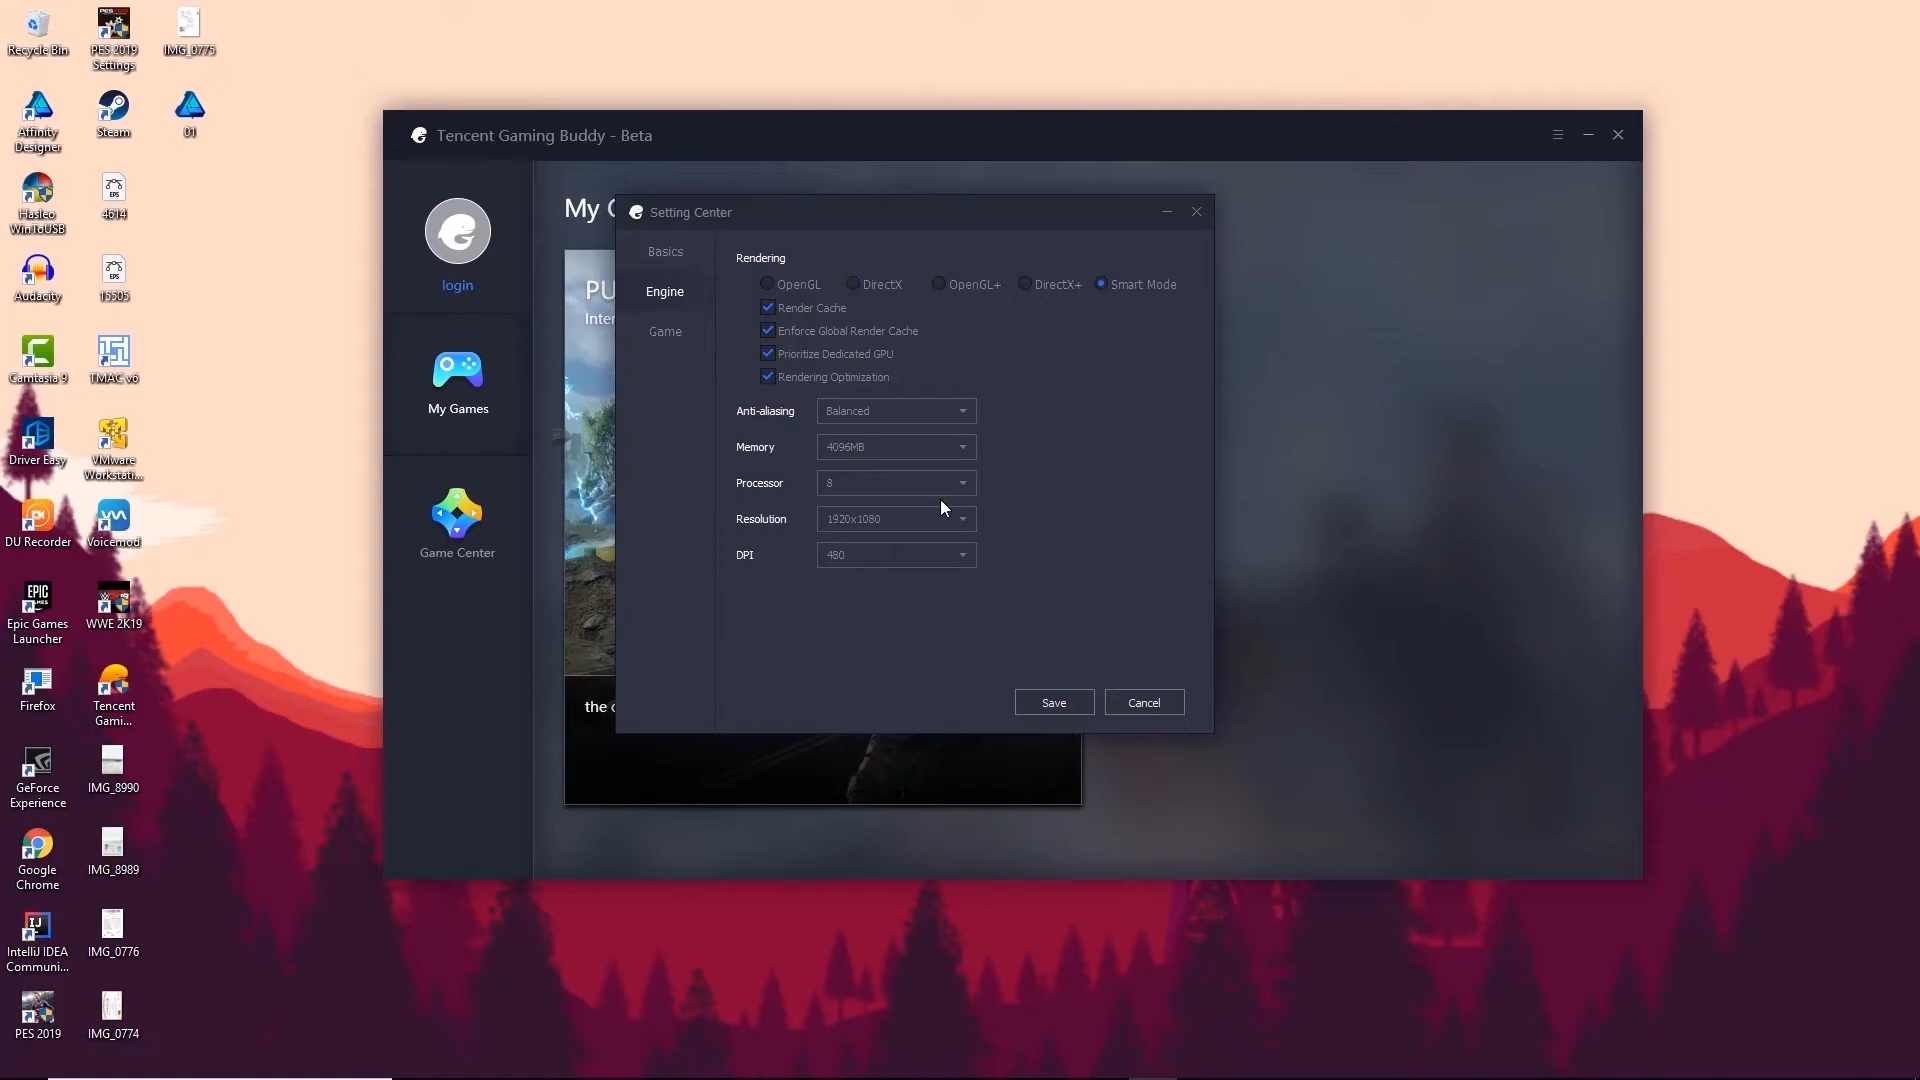 Recycle Bin
PES 2019
Settings
IMG_0775
Affinity
Designer
Steam
01
Hasleo
WinToUSB
EPS
4614
Audacity
EPS
15505
Camtasia 9
TMAC v6
Driver Easy
VMware
Workstati...
DU Recorder
Voicemod
EPIC
GAMES
Epic Games
Launcher
WWE 2K19
Firefox
Tencent
Gami...
GeForce
Experience
IMG_8990
Google
Chrome
IMG_8989
IJ
IntelliJ IDEA
Communi...
IMG_0776
PES 2019
IMG_0774
Tencent Gaming Buddy - Beta
login
My Games
Game Center
My G
PU
Inter
the o
Setting Center
Basics
Engine
Game
Rendering
OpenGL DirectX OpenGL+ DirectX+ Smart Mode
Render Cache
Enforce Global Render Cache
Prioritize Dedicated GPU
Rendering Optimization
Anti-aliasing Balanced
Memory 4096MB
Processor 8
Resolution 1920x1080
DPI 480
Save Cancel